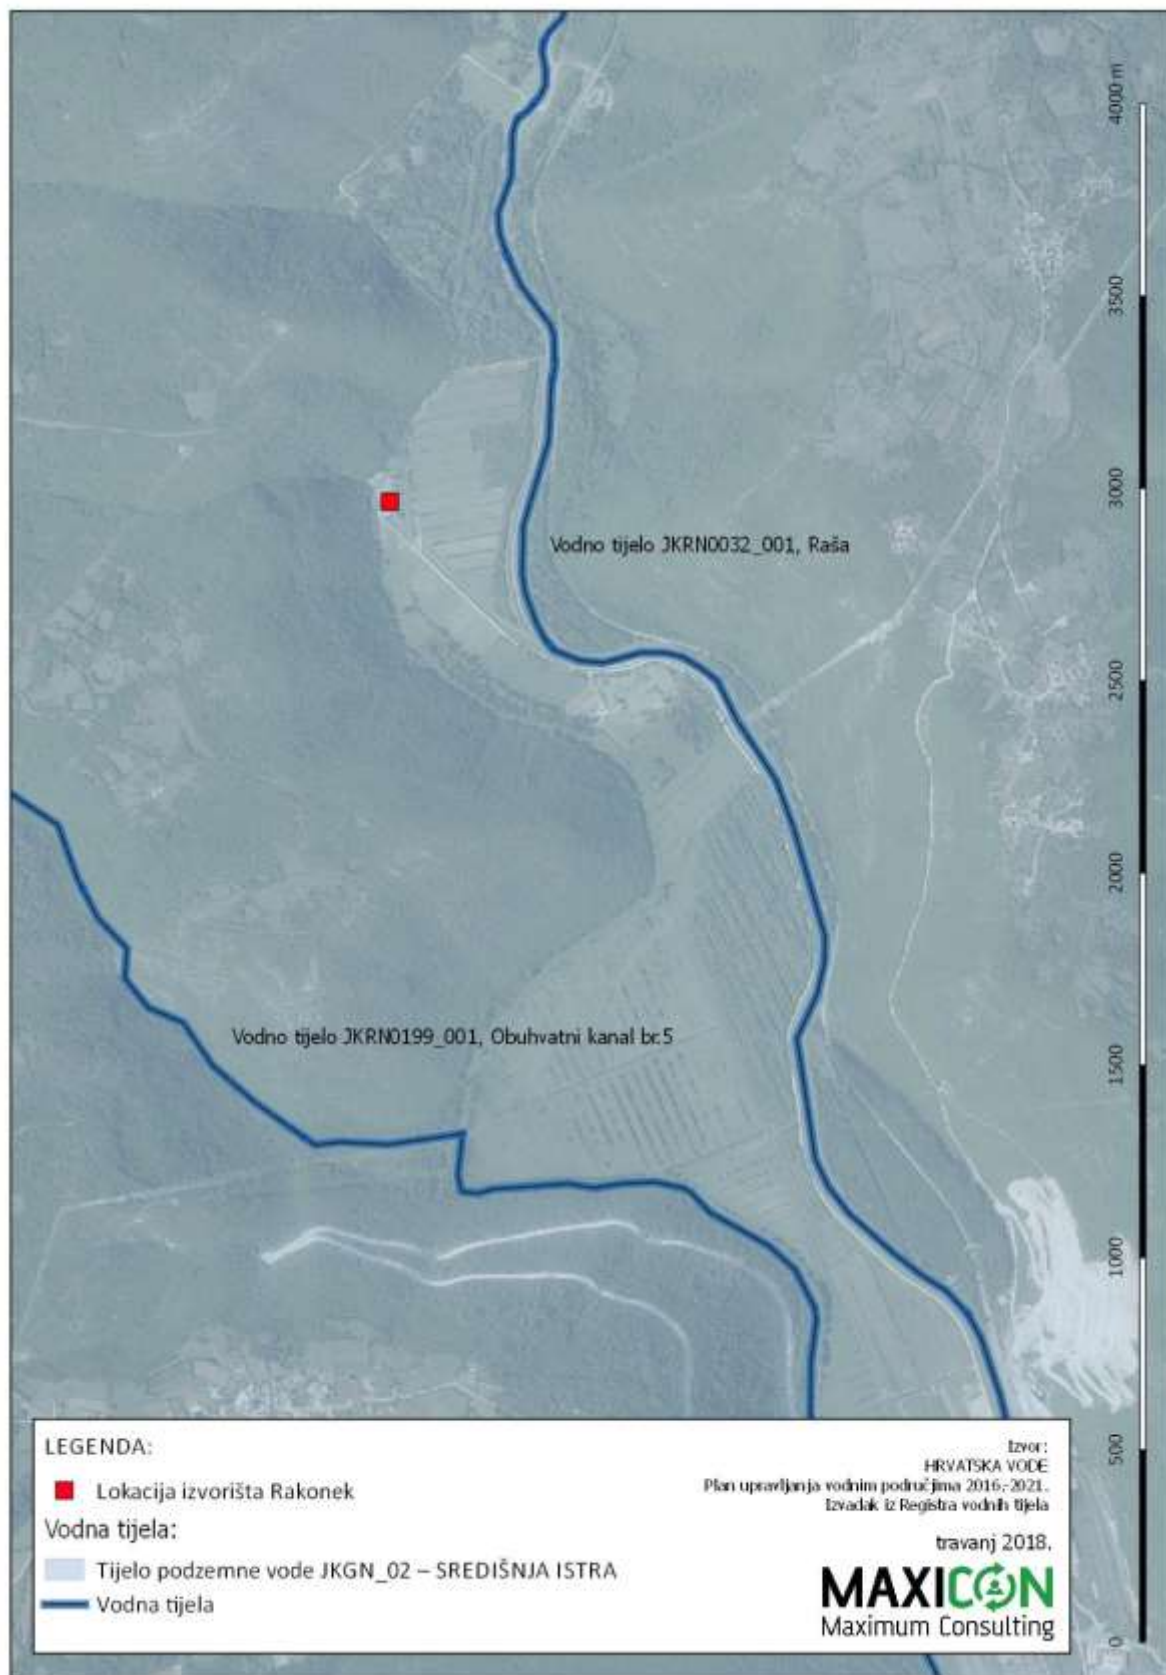 4000 m
3500
3000
Vodno tijelo JKRN0032_001, Raša
2500
2000
Vodno tijelo JKRN0199_001, Obuhvatni kanal br.5
1500
1000
500
0
LEGENDA:
Lokacija izvorišta Rakonek
Vodna tijela:
Tijelo podzemne vode JKGN_02 – SREDIŠNJA ISTRA
Vodna tijela
Izvor:
HRVATSKA VODE
Plan upravljanja vodnim područjima 2016.-2021.
Izvadak iz Registra vodnih tijela
travanj 2018.
MAXICON
Maximum Consulting